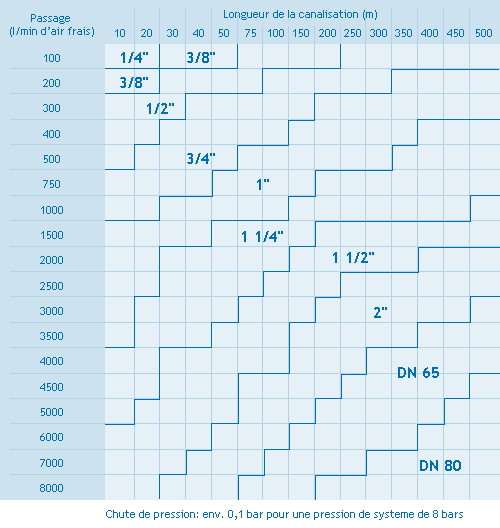 Passage
(l/min d'air frais)
Longueur de la canalisation (m)
10 20 30 40 50 75 100 150 200 250 300 350 400 450 500
100 1/4" 3/8"
200 3/8"
300 1/2"
400
500 3/4"
750 1"
1000
1500 1 1/4"
2000 1 1/2"
2500
3000 2"
3500
4000
4500 DN 65
5000
6000
7000 DN 80
8000
Chute de pression: env. 0,1 bar pour une pression de systeme de 8 bars